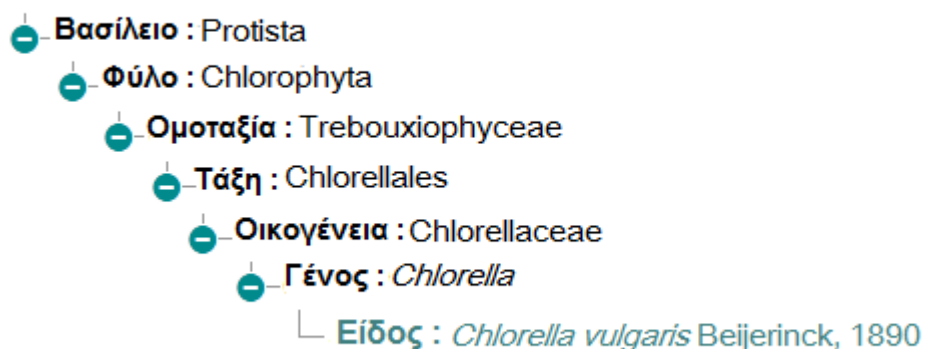 Βασίλειο : Protista
Φύλο : Chlorophyta
Ομοταξία : Trebouxiophyceae
Τάξη : Chlorellales
Οικογένεια : Chlorellaceae
Γένος : Chlorella
Είδος : Chlorella vulgaris Beijerinck, 1890